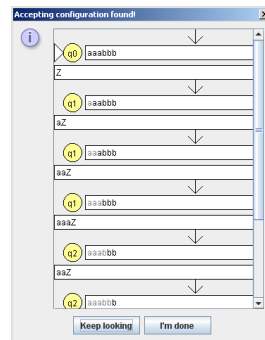 Accepting configuration found!
q0 aaabbb
Z
q1 aaabbb
aZ
q1 aaabbb
aaZ
q1 aaabbb
aaaZ
q2 aaabbb
aaZ
q2 aaabbb
Keep looking I'm done